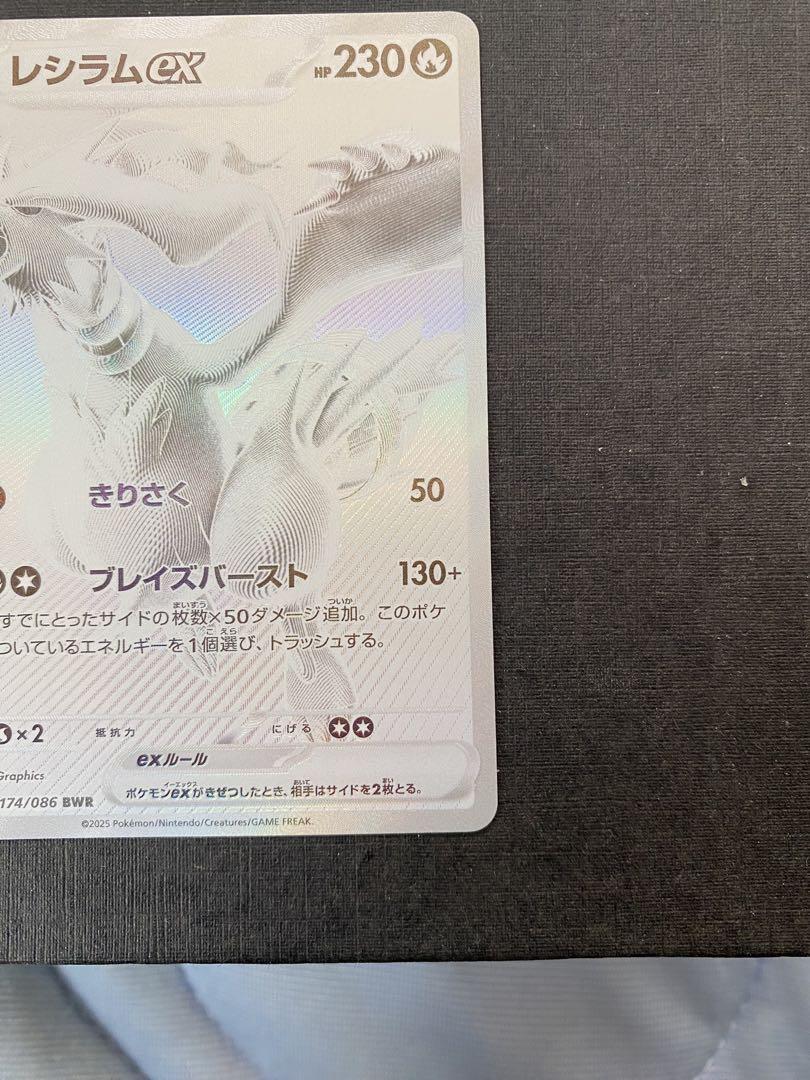 レシラムex HP230
きりさく 50
ブレイズバースト 130+
すでにとったサイドの枚数×50ダメージ追加。このポケ
ついているエネルギーを1個選び、トラッシュする。
×2 抵抗力 にげる
exルール
Graphics
ポケモンexがきぜつしたとき、相手はサイドを2枚とる。
174/086 BWR
©2025 Pokémon/Nintendo/Creatures/GAME FREAK.